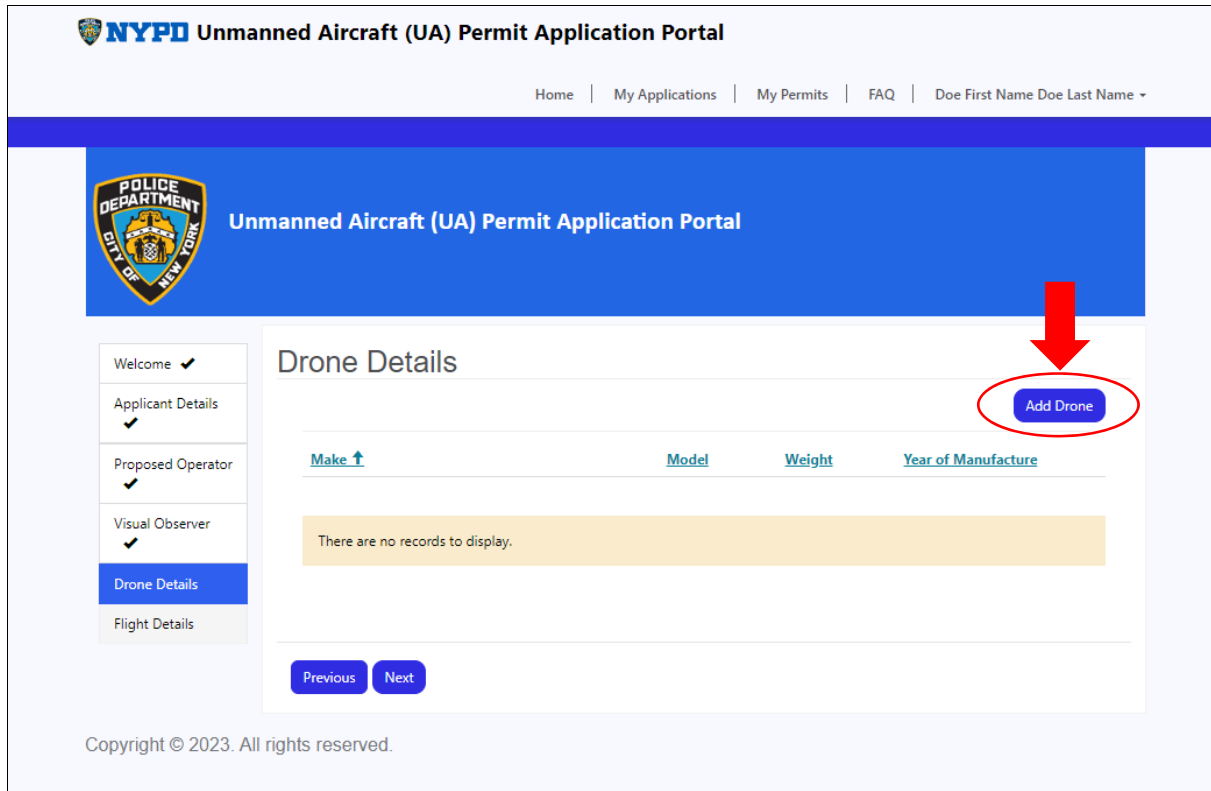 NYPD Unmanned Aircraft (UA) Permit Application Portal
Home My Applications My Permits FAQ Doe First Name Doe Last Name
POLICE
DEPARTMENT
CITY OF
NEW YORK
Unmanned Aircraft (UA) Permit Application Portal
Welcome
Applicant Details
Proposed Operator
Visual Observer
Drone Details
Flight Details
Drone Details
Add Drone
Make Model Weight Year of Manufacture
There are no records to display.
Previous Next
Copyright © 2023. All rights reserved.